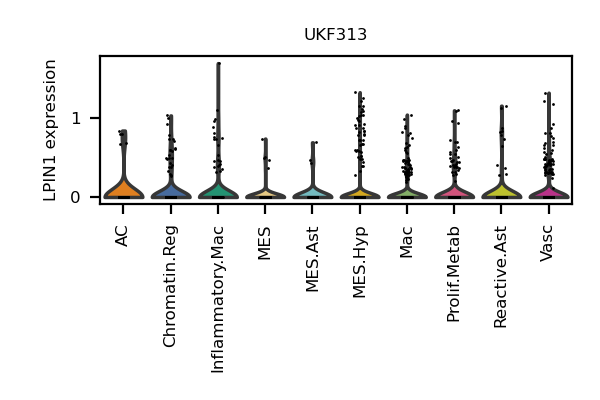 UKF313
LPIN1 expression
1
0
AC
Chromatin.Reg
Inflammatory.Mac
MES
MES.Ast
MES.Hyp
Mac
Prolif.Metab
Reactive.Ast
Vasc